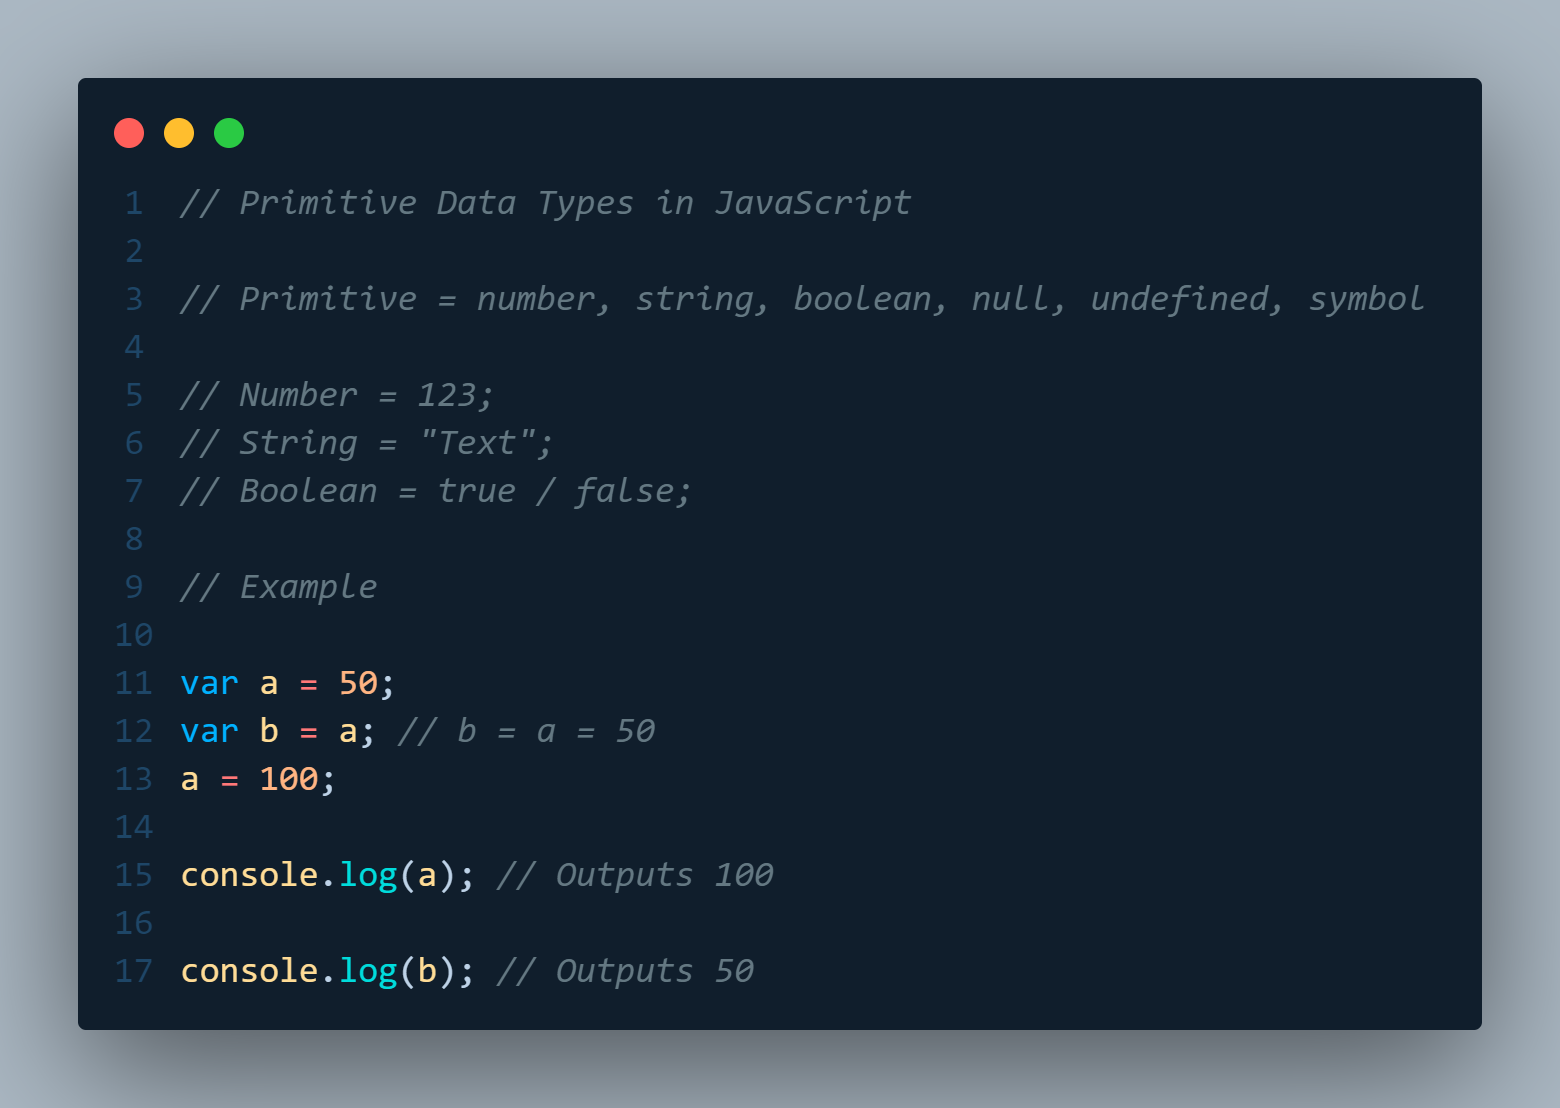 1 // Primitive Data Types in JavaScript
2
3 // Primitive = number, string, boolean, null, undefined, symbol
4
5 // Number = 123;
6 // String = "Text";
7 // Boolean = true / false;
8
9 // Example
10
11 var a = 50;
12 var b = a; // b = a = 50
13 a = 100;
14
15 console.log(a); // Outputs 100
16
17 console.log(b); // Outputs 50